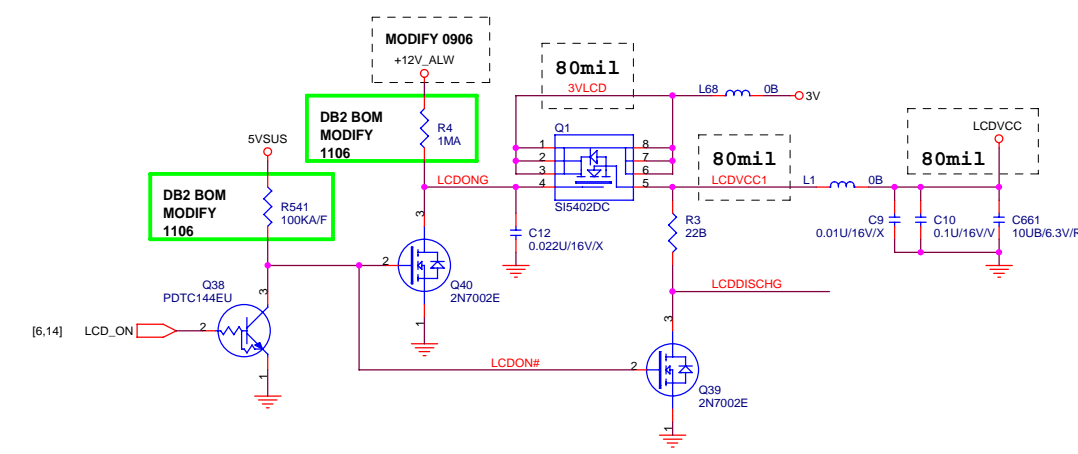 MODIFY 0906
+12V_ALW
80mil
3VLCD
L68
0B
3V
LCDVCC
DB2 BOM
MODIFY
1106
R4
1MA
Q1
1
2
3
4
8
7
6
5
SI5402DC
5VSUS
LCDONG
80mil
LCDVCC1
L1
0B
80mil
DB2 BOM
MODIFY
1106
R541
100KA/F
C12
0.022U/16V/X
R3
22B
C9
0.01U/16V/X
C10
0.1U/16V/V
C661
10UB/6.3V/R
3
2
Q40
2N7002E
1
LCDDISCHG
Q38
PDTC144EU
3
[6,14]
LCD_ON
2
1
LCDON#
3
2
Q39
2N7002E
1